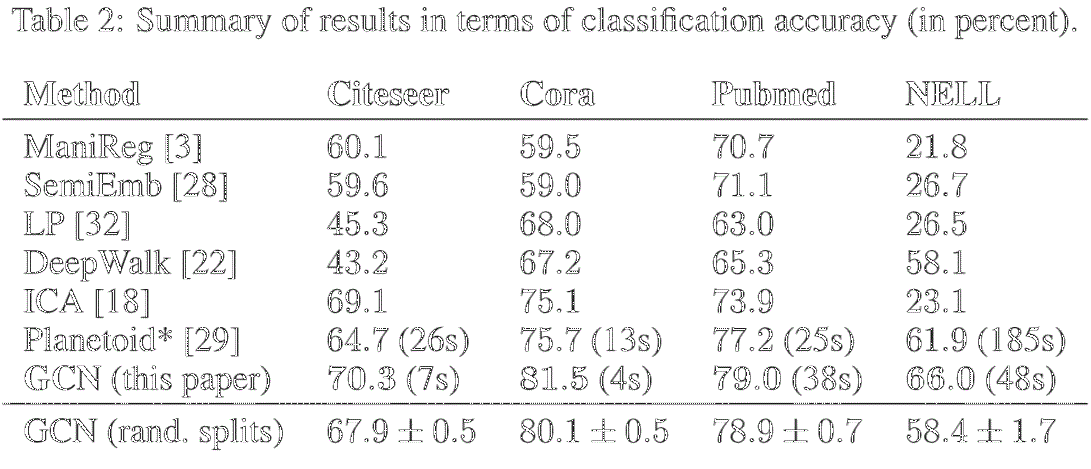 Table 2: Summary of results in terms of classification accuracy (in percent).
Method Citeseer Cora Pubmed NELL
ManiReg [3] 60.1 59.5 70.7 21.8
SemiEmb [28] 59.6 59.0 71.1 26.7
LP [32] 45.3 68.0 63.0 26.5
DeepWalk [22] 43.2 67.2 65.3 58.1
ICA [18] 69.1 75.1 73.9 23.1
Planetoid* [29] 64.7 (26s) 75.7 (13s) 77.2 (25s) 61.9 (185s)
GCN (this paper) 70.3 (7s) 81.5 (4s) 79.0 (38s) 66.0 (48s)
GCN (rand. splits) 67.9 ± 0.5 80.1 ± 0.5 78.9 ± 0.7 58.4 ± 1.7